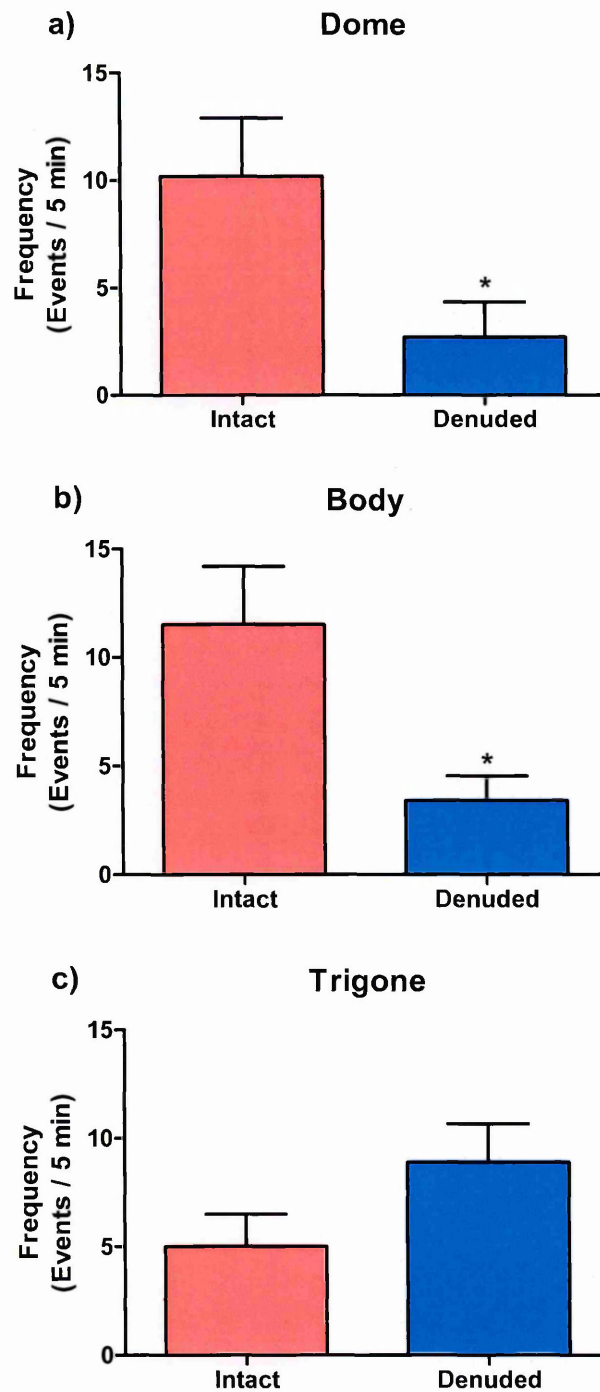 a)
Dome
15
10
5
0
Frequency
(Events / 5 min)
*
Intact
Denuded
b)
Body
15
10
5
0
Frequency
(Events / 5 min)
*
Intact
Denuded
c)
Trigone
15
10
5
0
Frequency
(Events / 5 min)
Intact
Denuded